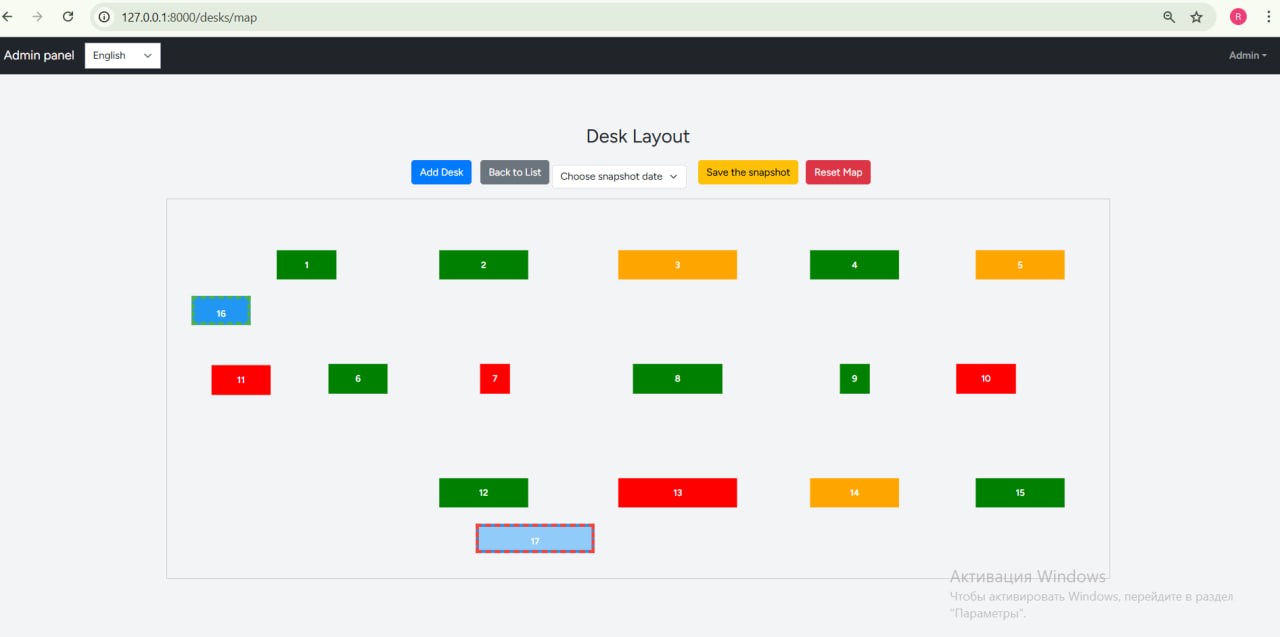 127.0.0.1:8000/desks/map
R
Admin panel English Admin
Desk Layout
Add Desk Back to List Choose snapshot date Save the snapshot Reset Map
1 2 3 4 5
16
11 6 7 8 9 10
12 13 14 15
17
Активация Windows
Чтобы активировать Windows, перейдите в раздел
"Параметры".